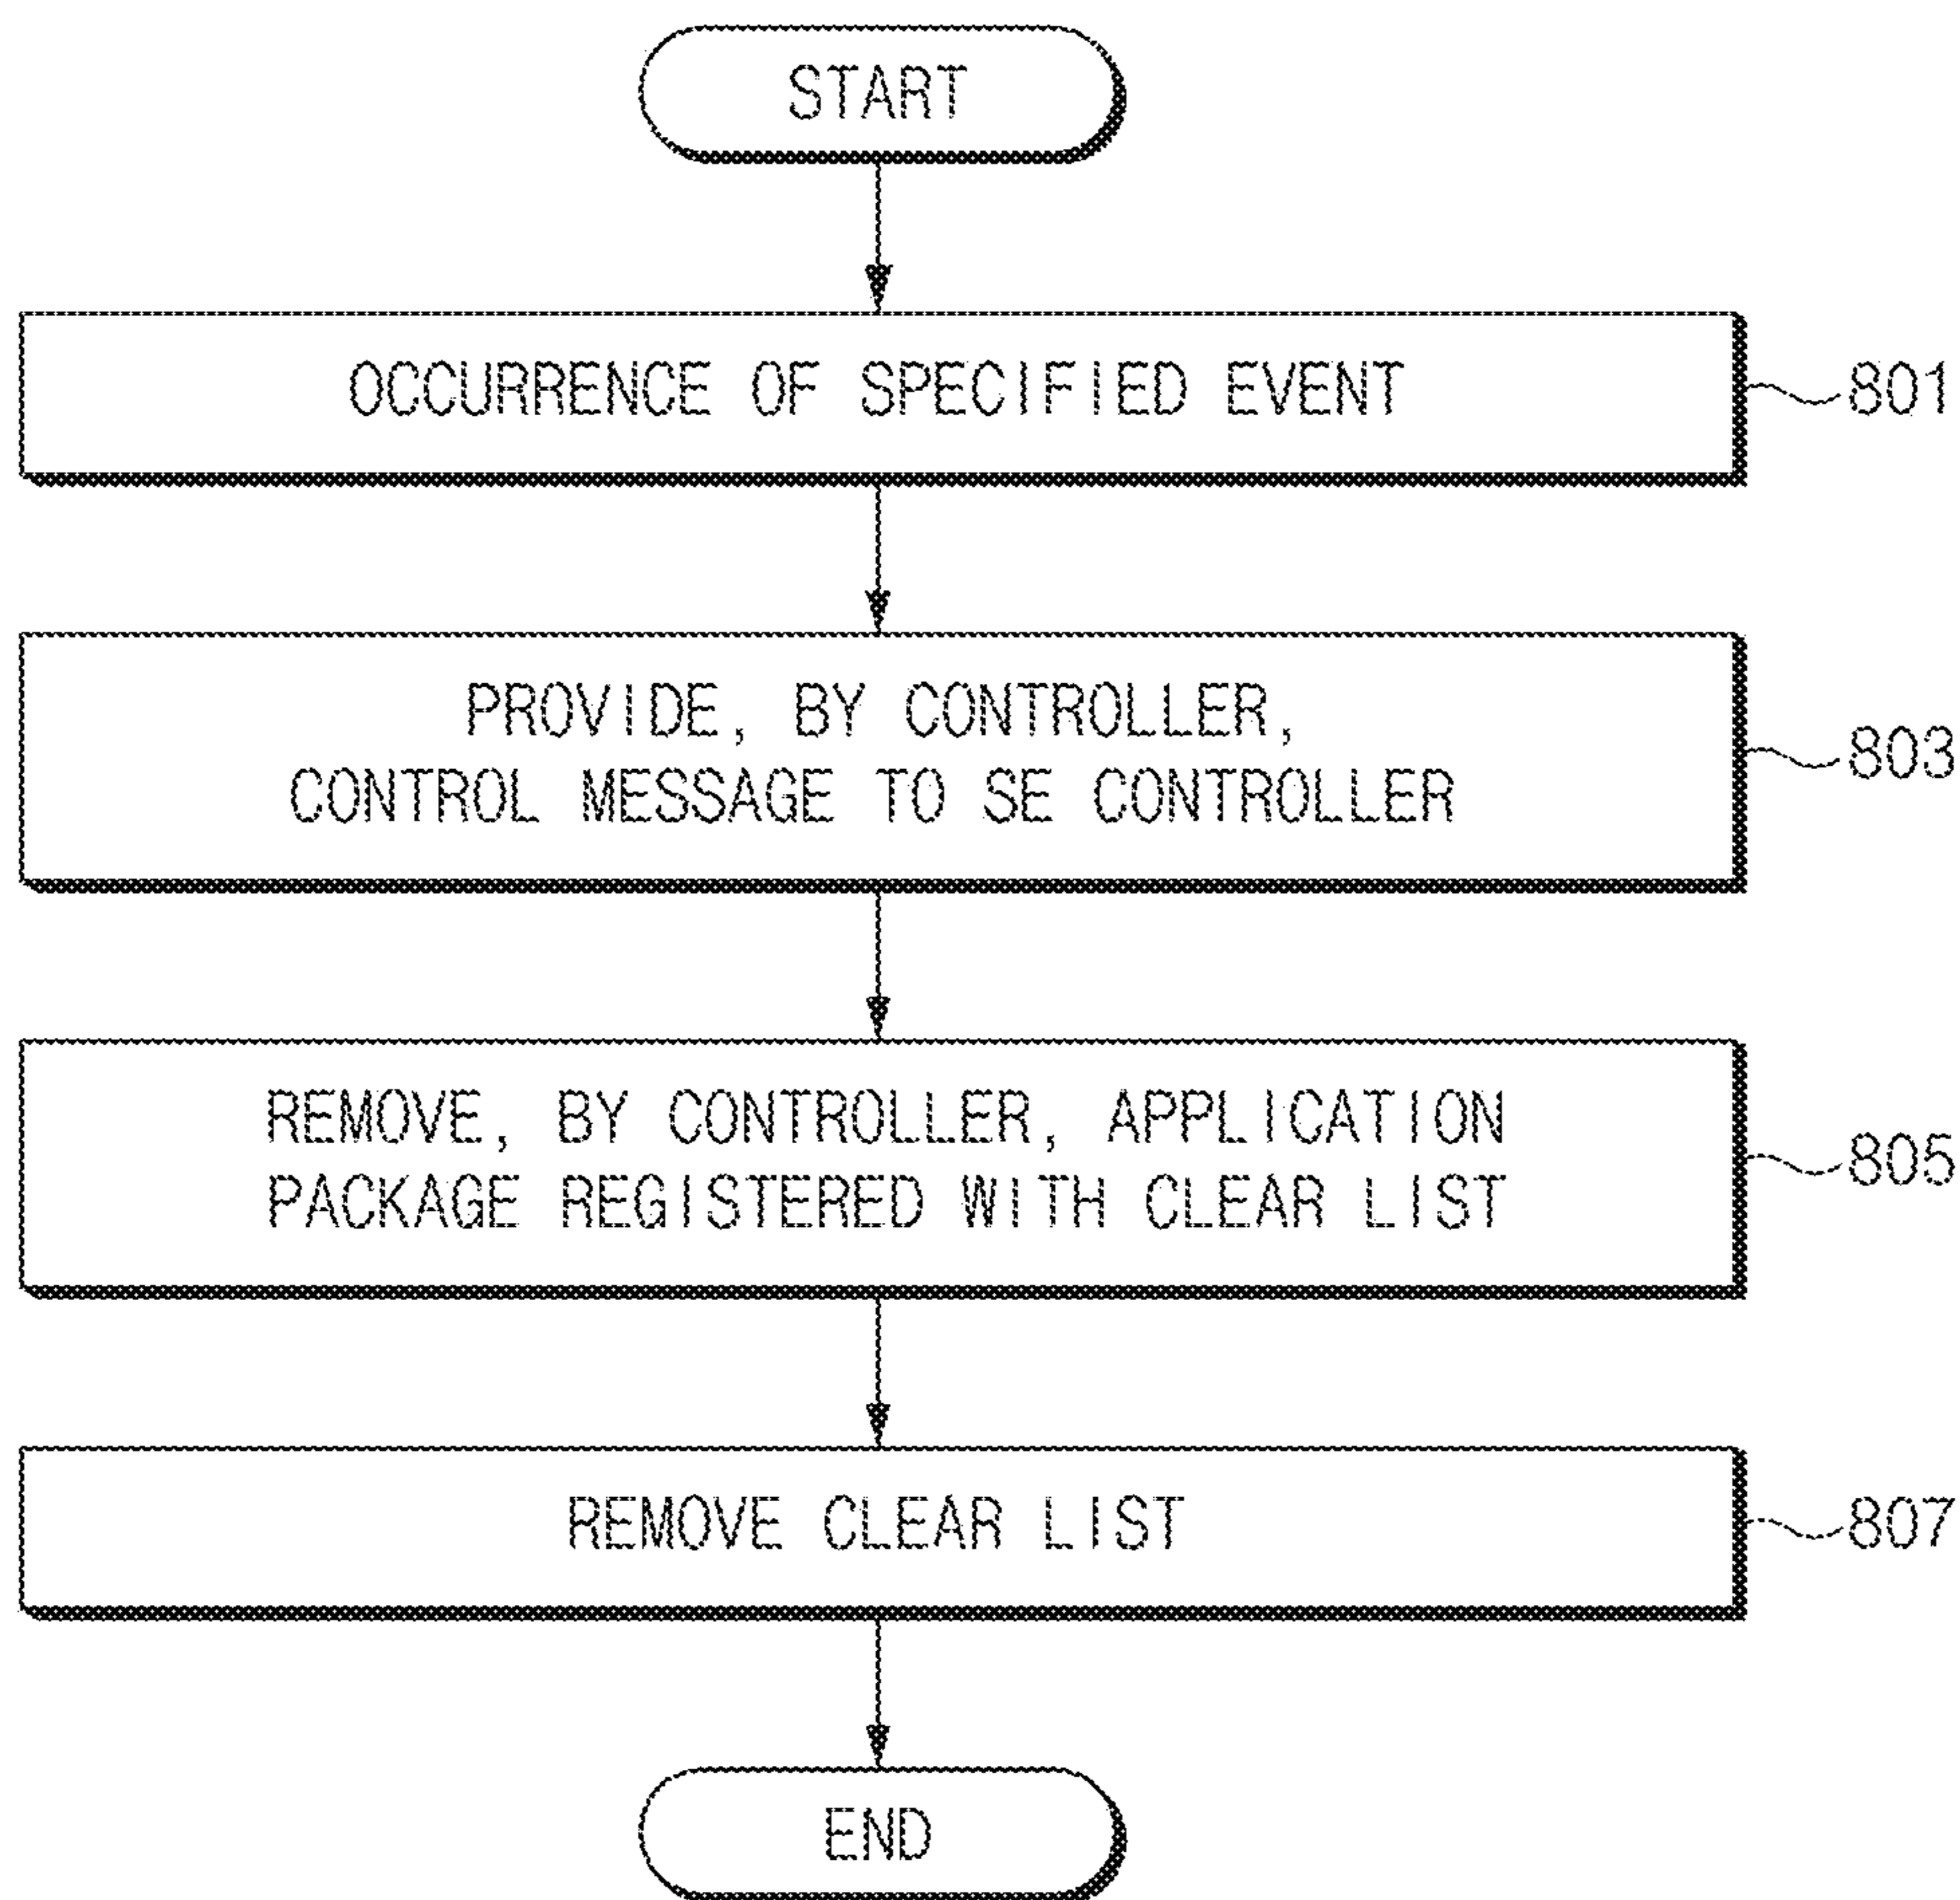 START
OCCURRENCE OF SPECIFIED EVENT
801
PROVIDE, BY CONTROLLER,
CONTROL MESSAGE TO SE CONTROLLER
803
REMOVE, BY CONTROLLER, APPLICATION
PACKAGE REGISTERED WITH CLEAR LIST
805
REMOVE CLEAR LIST
807
END